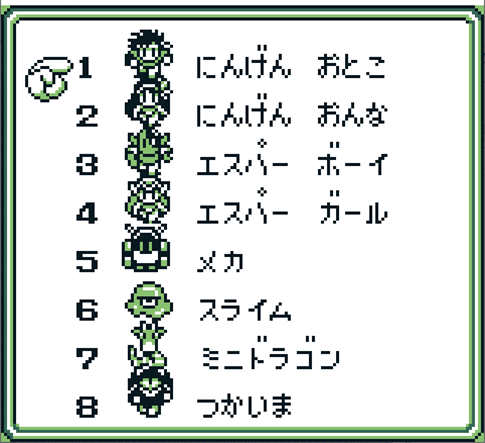 1 にんげん おとこ
2 にんげん おんな
3 エスパー ボーイ
4 エスパー ガール
5 メカ
6 スライム
7 ミニドラゴン
8 つかいま